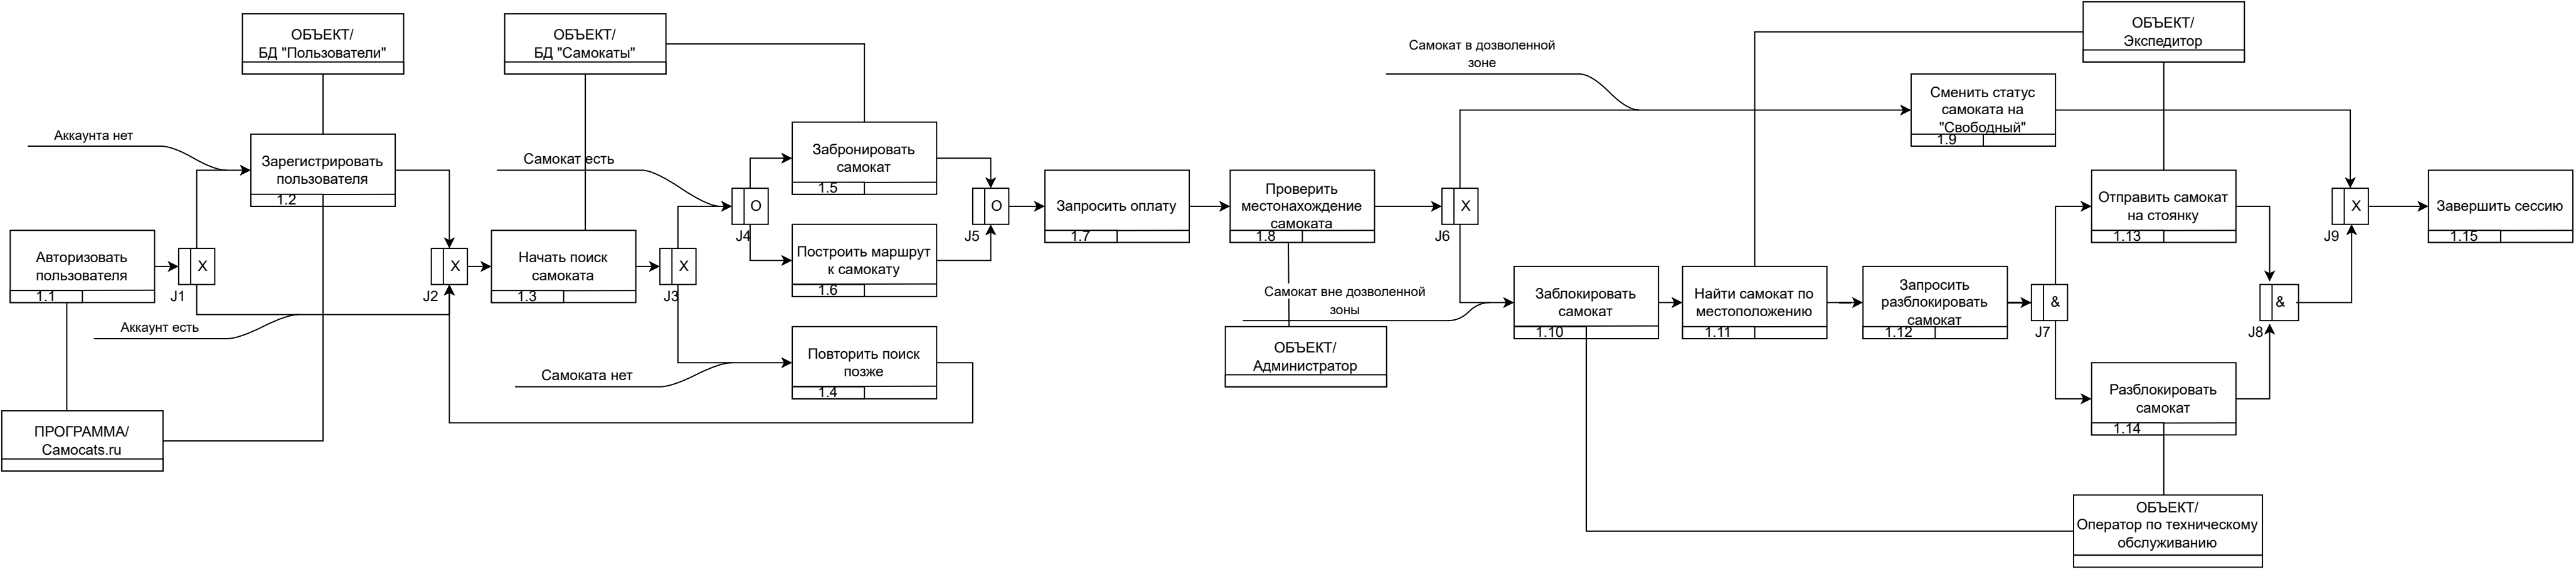 ОБЪЕКТ/
БД "Пользователи"
ОБЪЕКТ/
БД "Самокаты"
ОБЪЕКТ/
Экспедитор
Самокат в дозволенной
зоне
Сменить статус
самоката на
"Свободный"
1.9
Аккаунта нет
Зарегистрировать
пользователя
1.2
Самокат есть
Забронировать
самокат
1.5
Авторизовать
пользователя
1.1
X
J1
Аккаунт есть
X
J2
Начать поиск
самоката
1.3
X
J3
O
J4
Построить маршрут
к самокату
1.6
O
J5
Самоката нет
Повторить поиск
позже
1.4
ПРОГРАММА/
Самоcats.ru
Запросить оплату
1.7
Проверить
местонахождение
самоката
1.8
X
J6
Самокат вне дозволенной
зоны
ОБЪЕКТ/
Администратор
Заблокировать
самокат
1.10
Найти самокат по
местоположению
1.11
Запросить
разблокировать
самокат
1.12
&
J7
Отправить самокат
на стоянку
1.13
Разблокировать
самокат
1.14
&
J8
X
J9
Завершить сессию
1.15
ОБЪЕКТ/
Оператор по техническому
обслуживанию